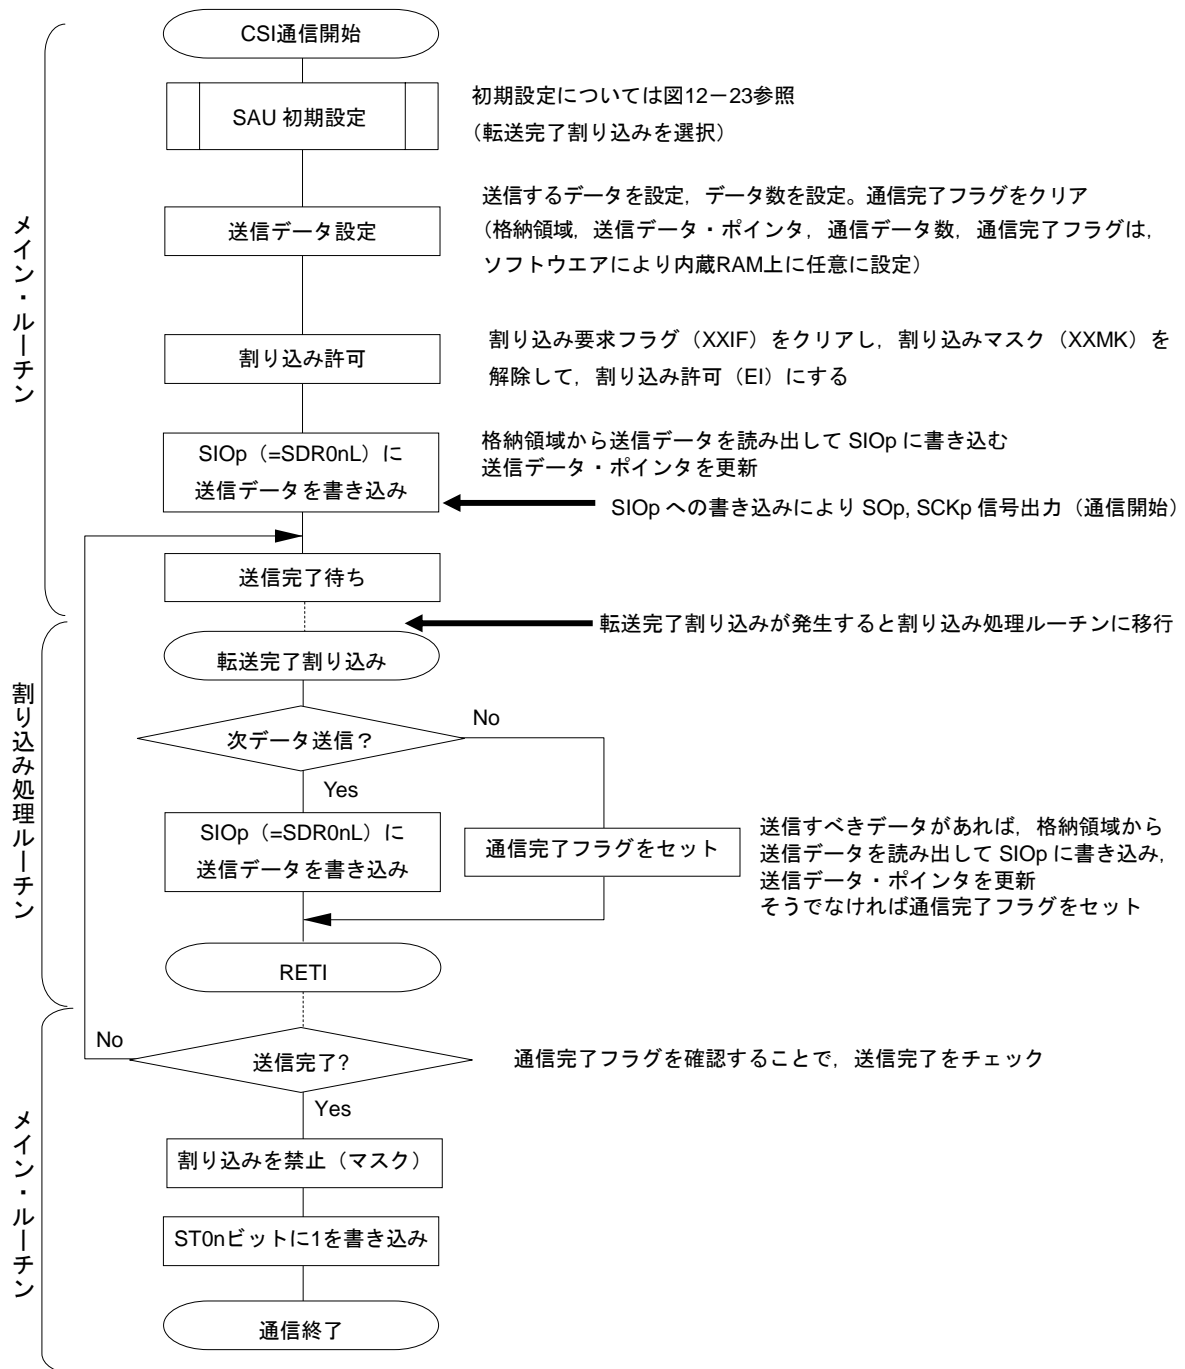 CSI通信開始
SAU 初期設定
初期設定については図12－23参照
（転送完了割り込みを選択）
メイン・ルーチン
送信データ設定
送信するデータを設定，データ数を設定。通信完了フラグをクリア
（格納領域，送信データ・ポインタ，通信データ数，通信完了フラグは，
ソフトウエアにより内蔵RAM上に任意に設定）
割り込み許可
割り込み要求フラグ（XXIF）をクリアし，割り込みマスク（XXMK）を
解除して，割り込み許可（EI）にする
SIOp（=SDR0nL）に
送信データを書き込み
格納領域から送信データを読み出して SIOp に書き込む
送信データ・ポインタを更新
SIOp への書き込みにより SOp, SCKp 信号出力（通信開始）
送信完了待ち
転送完了割り込みが発生すると割り込み処理ルーチンに移行
割り込み処理ルーチン
転送完了割り込み
次データ送信？
No
Yes
SIOp（=SDR0nL）に
送信データを書き込み
通信完了フラグをセット
送信すべきデータがあれば，格納領域から
送信データを読み出して SIOp に書き込み，
送信データ・ポインタを更新
そうでなければ通信完了フラグをセット
RETI
メイン・ルーチン
No
送信完了?
通信完了フラグを確認することで，送信完了をチェック
Yes
割り込みを禁止（マスク）
ST0nビットに1を書き込み
通信終了